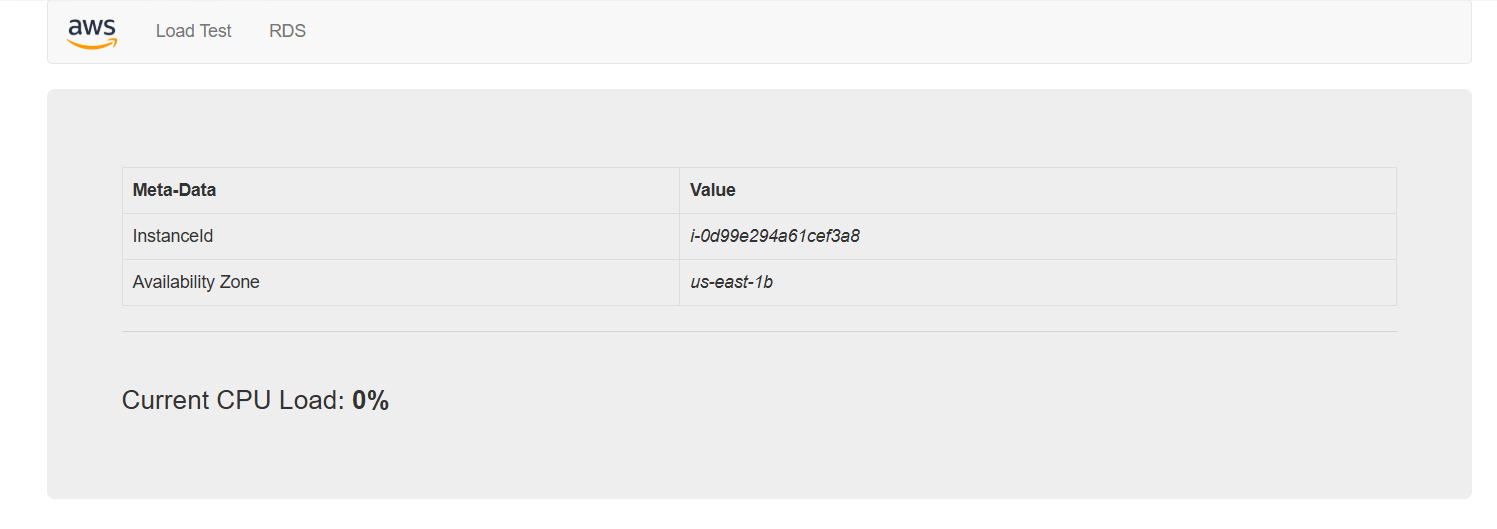 aws Load Test RDS
Meta-Data Value
InstanceId i-0d99e294a61cef3a8
Availability Zone us-east-1b
Current CPU Load: 0%